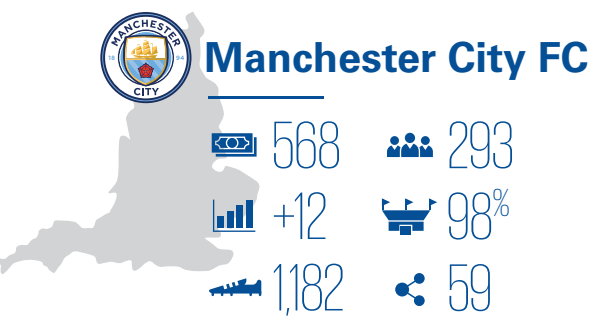 MANCHESTER
18 94
CITY
Manchester City FC
568 293
+12 98%
1,182 59